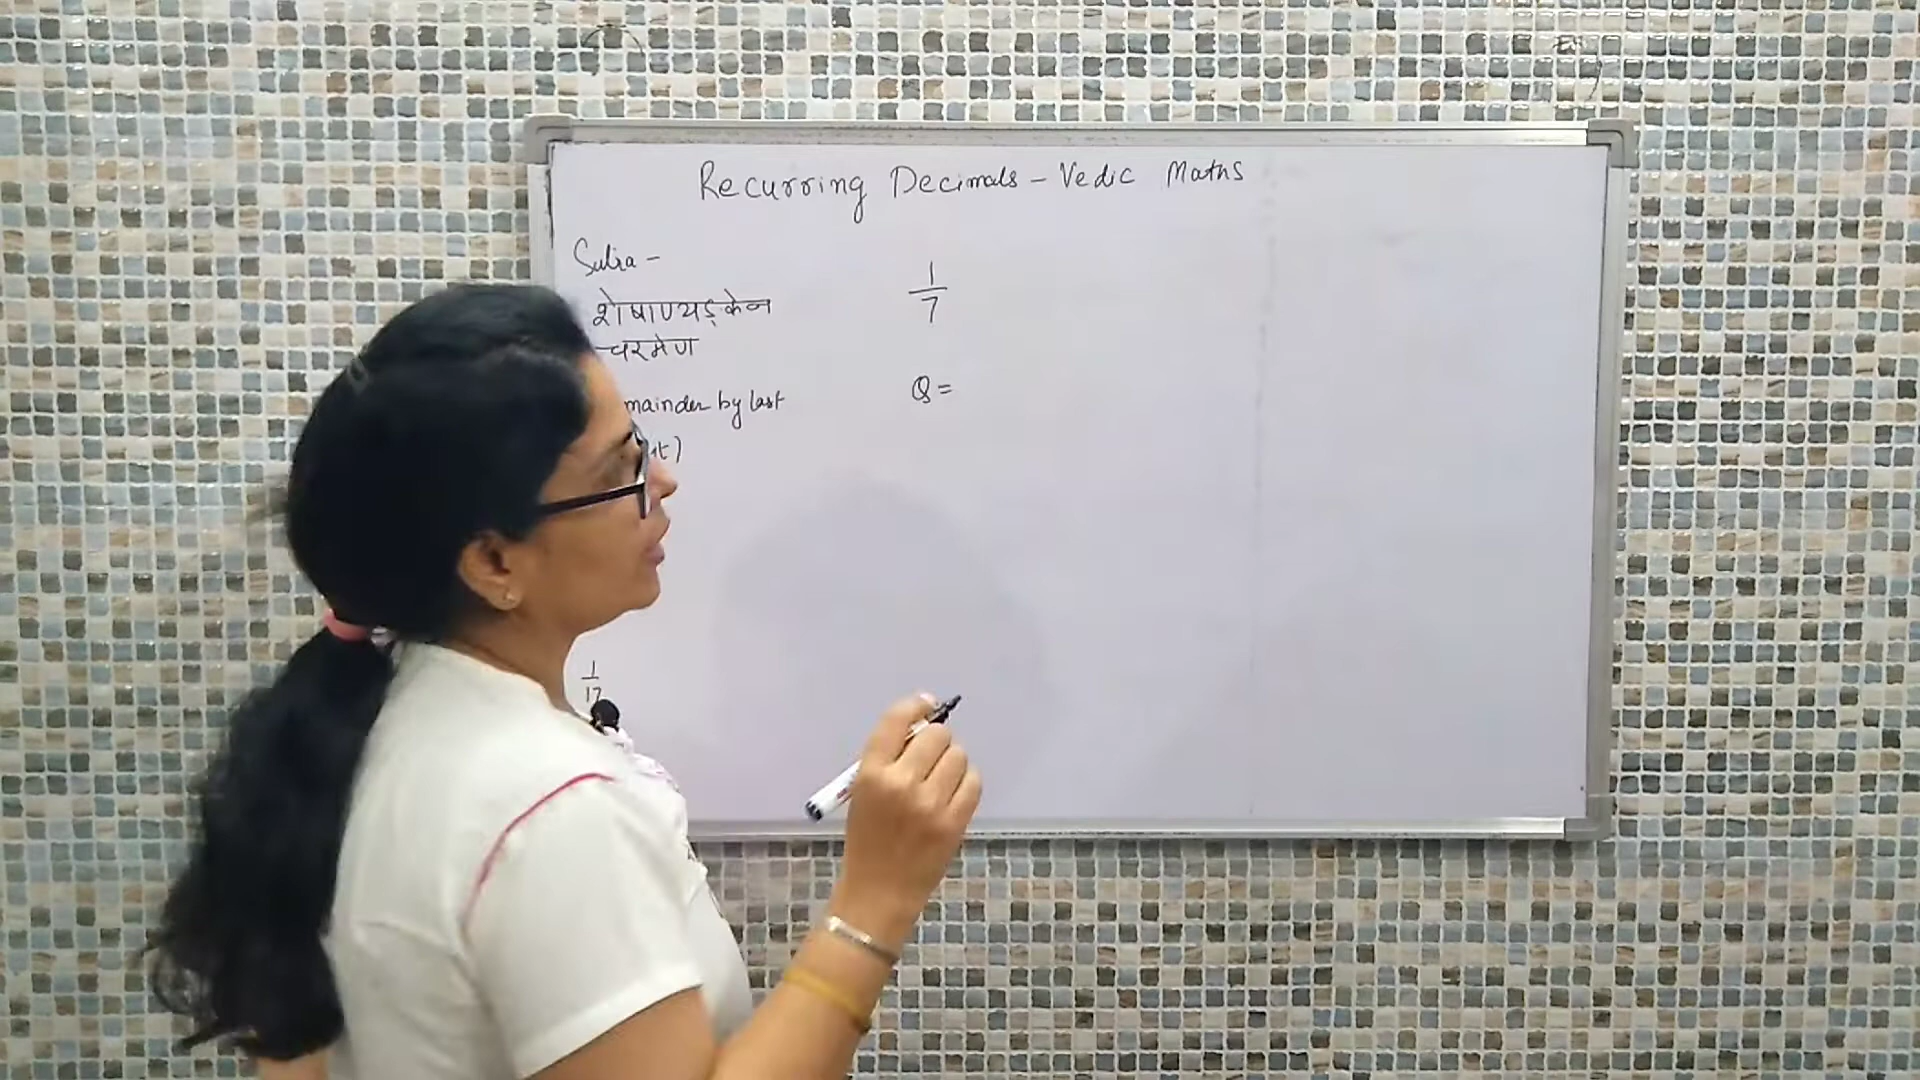 Recurring Decimals - Vedic Maths
Sutra -
शेषाण्यङ्केन
चरमेण
mainder by last
it)
1
17
1
7
Q =